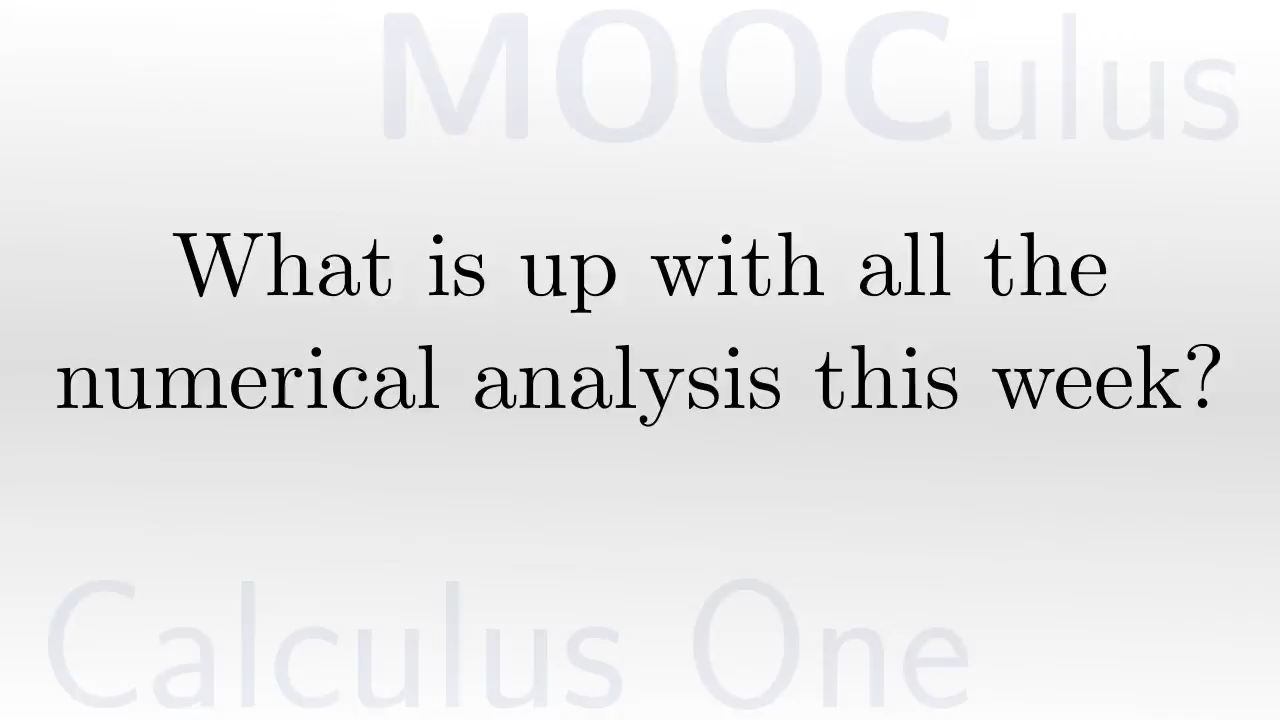 MOOCulus
What is up with all the
numerical analysis this week?
Calculus One